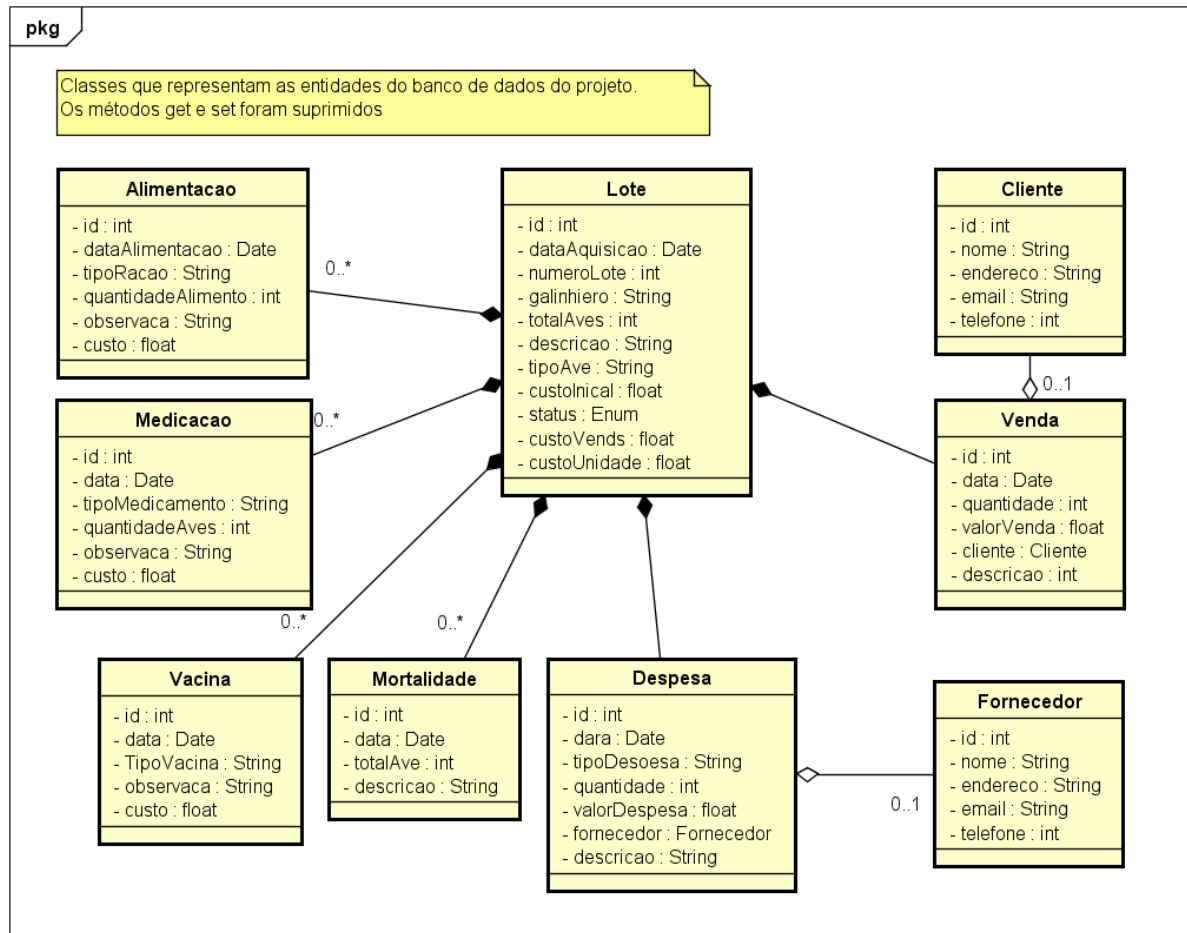 pkg
Classes que representam as entidades do banco de dados do projeto.
Os métodos get e set foram suprimidos
Alimentacao
- id : int
- dataAlimentacao : Date
- tipoRacao : String
- quantidadeAlimento : int
- observaca : String
- custo : float
0..*
Lote
- id : int
- dataAquisicao : Date
- numeroLote : int
- galinhiero : String
- totalAves : int
- descricao : String
- tipoAve : String
- custoInical : float
- status : Enum
- custoVends : float
- custoUnidade : float
Cliente
- id : int
- nome : String
- endereco : String
- email : String
- telefone : int
0..1
Medicacao
- id : int
- data : Date
- tipoMedicamento : String
- quantidadeAves : int
- observaca : String
- custo : float
0..*
Venda
- id : int
- data : Date
- quantidade : int
- valorVenda : float
- cliente : Cliente
- descricao : int
0..*
Vacina
- id : int
- data : Date
- TipoVacina : String
- observaca : String
- custo : float
0..*
Mortalidade
- id : int
- data : Date
- totalAve : int
- descricao : String
Despesa
- id : int
- dara : Date
- tipoDesoesa : String
- quantidade : int
- valorDespesa : float
- fornecedor : Fornecedor
- descricao : String
0..1
Fornecedor
- id : int
- nome : String
- endereco : String
- email : String
- telefone : int